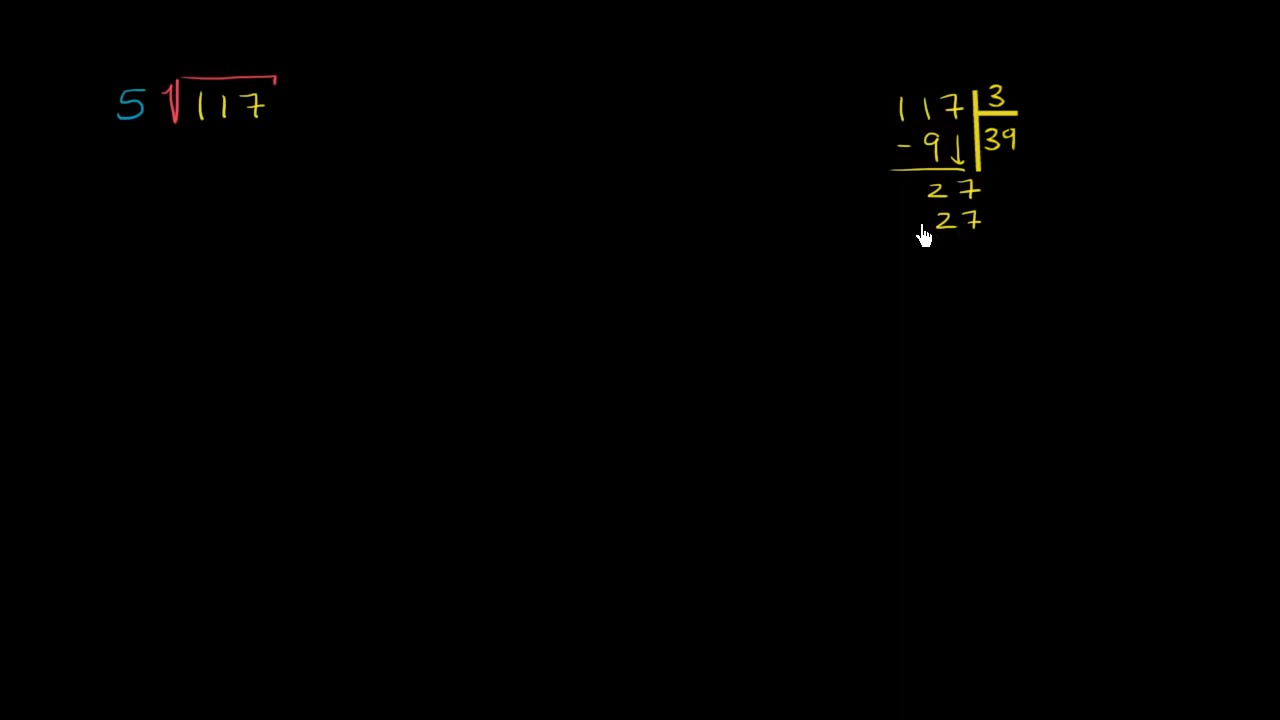 5 √117
117 | 3
- 9↓ | 39
27
27